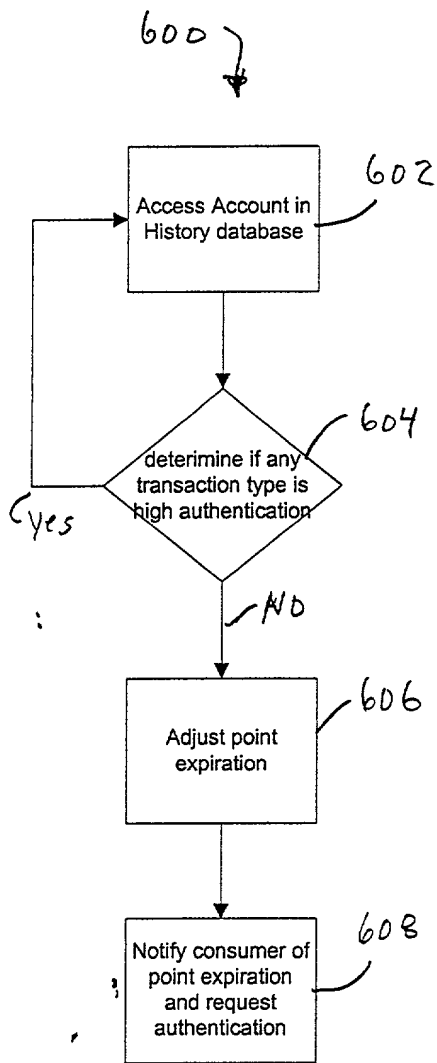 600
Access Account in
History database
602
deterimine if any
transaction type is
high authentication
604
yes
NO
Adjust point
expiration
606
Notify consumer of
point expiration
and request
authentication
608